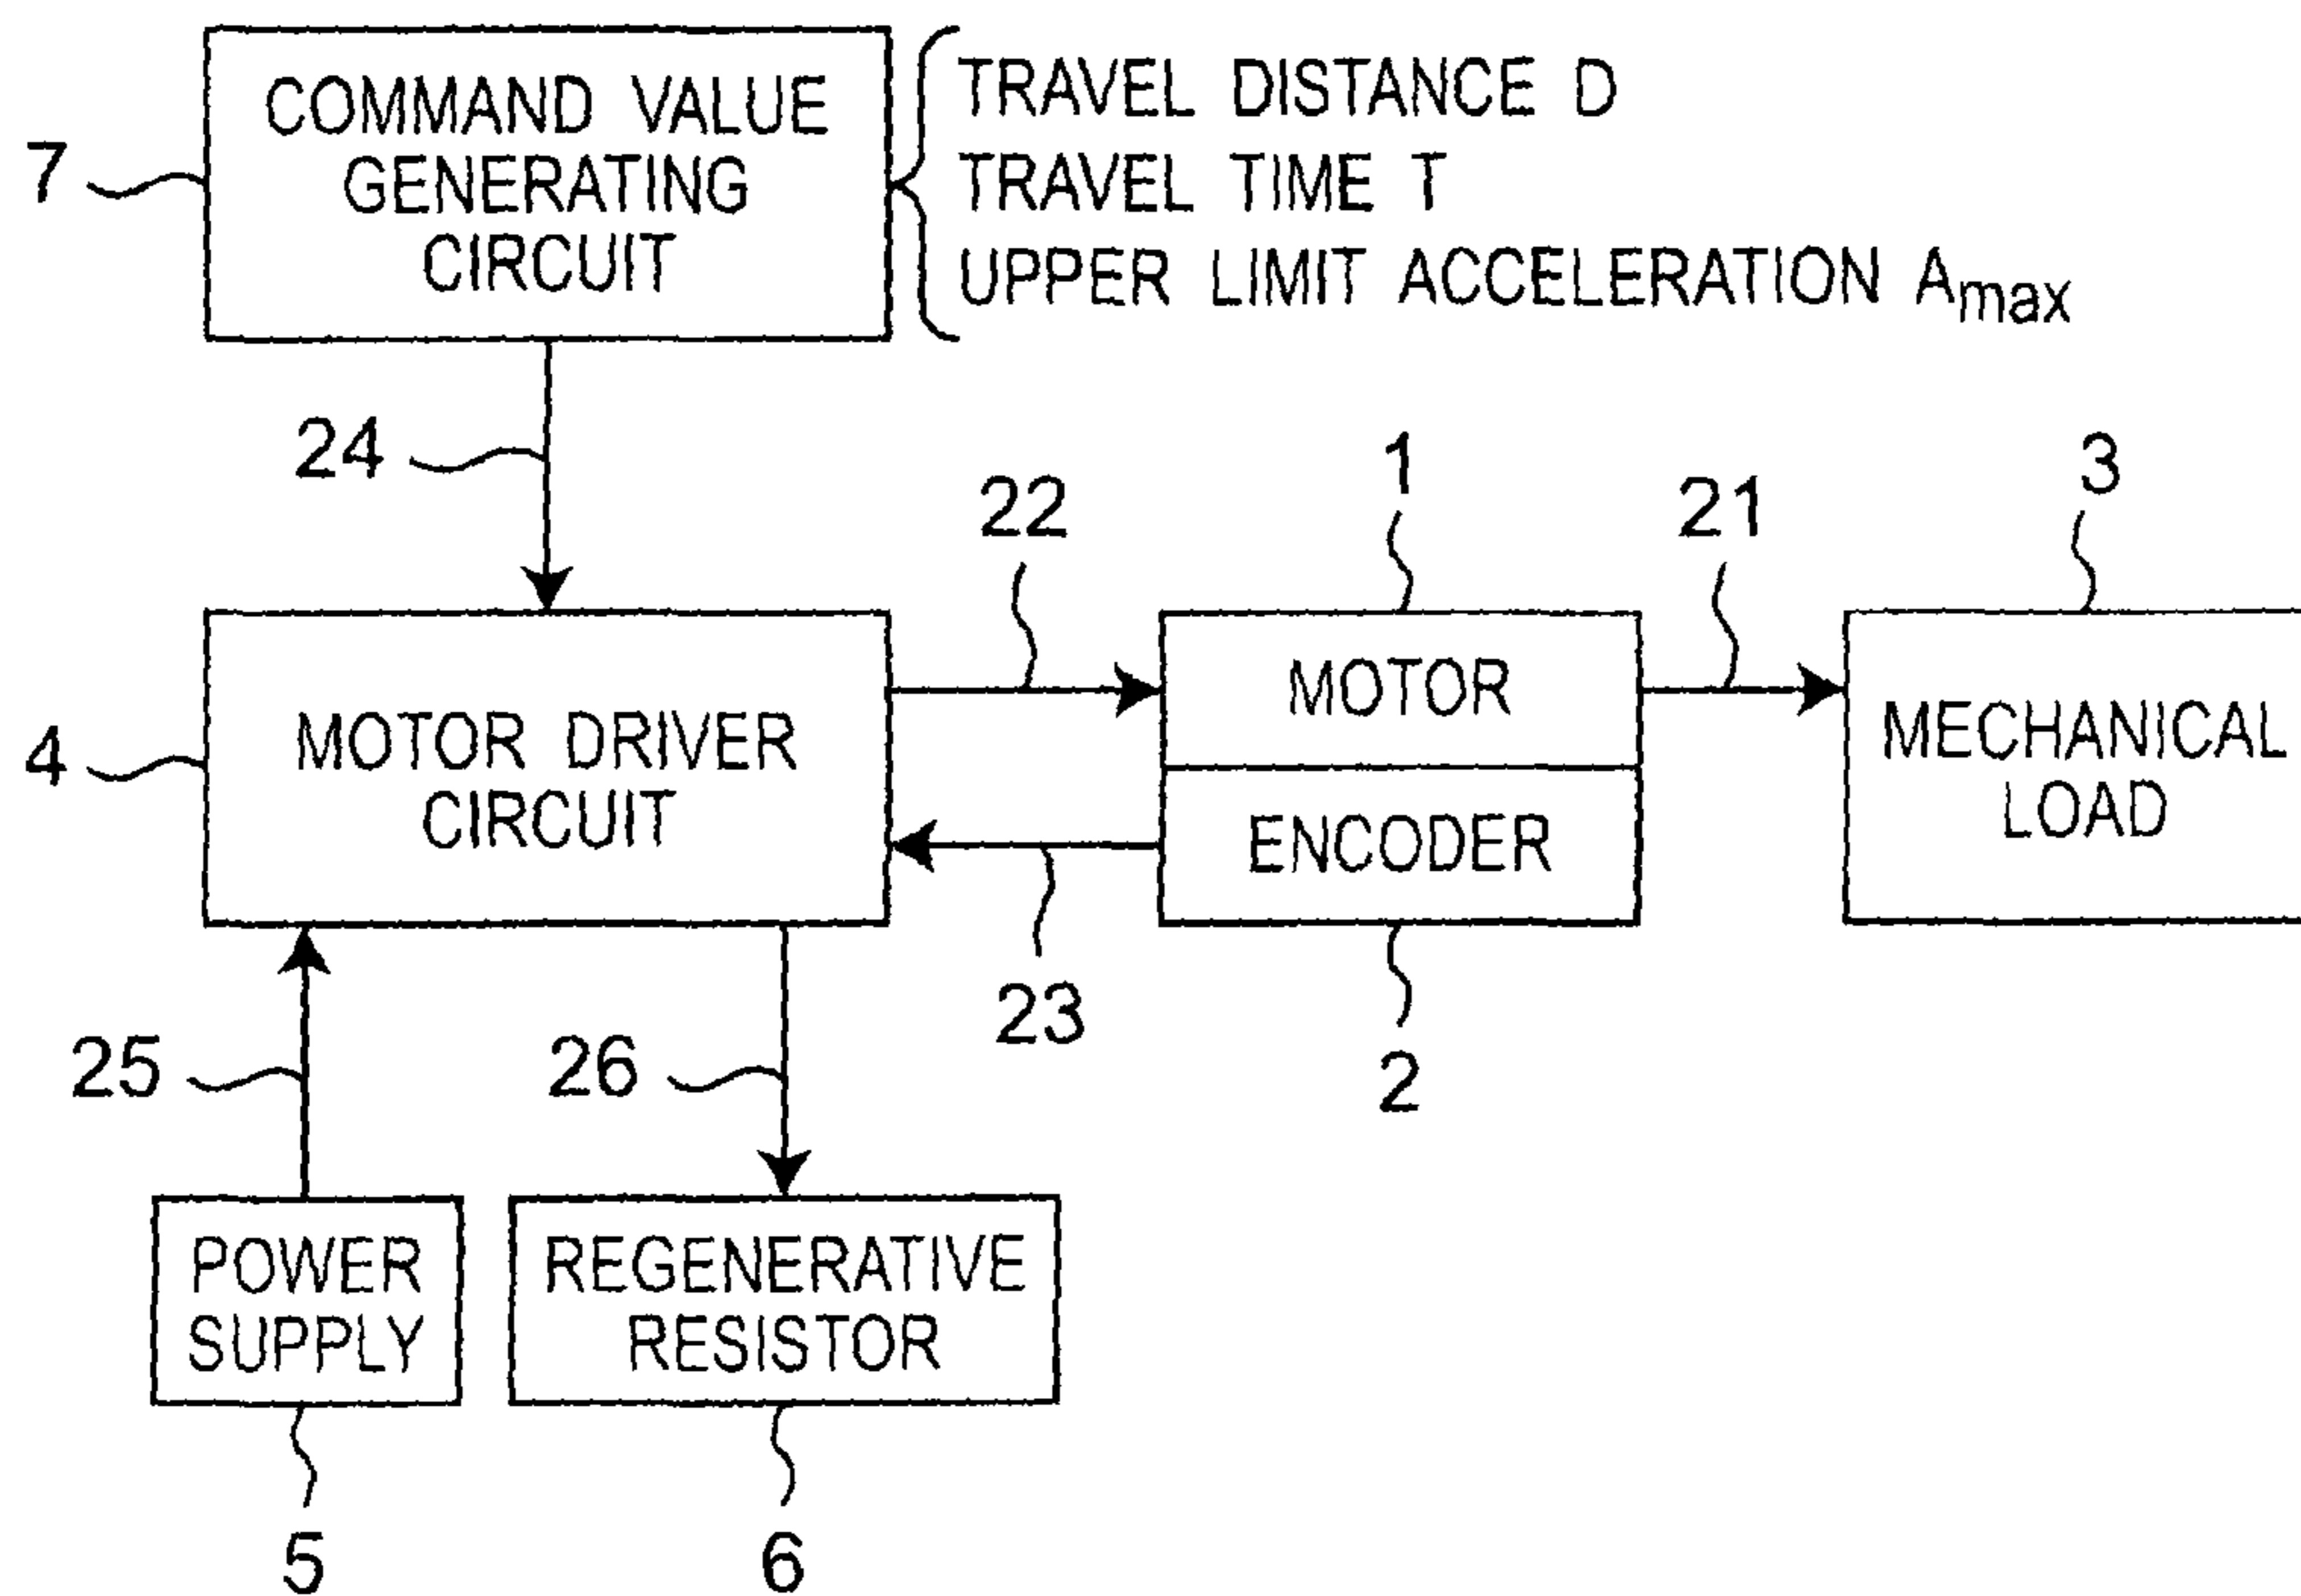 COMMAND VALUE
GENERATING
CIRCUIT
7
TRAVEL DISTANCE D
TRAVEL TIME T
UPPER LIMIT ACCELERATION Amax
24
22
1
21
3
MOTOR DRIVER
CIRCUIT
4
MOTOR
ENCODER
MECHANICAL
LOAD
23
2
25
26
POWER
SUPPLY
REGENERATIVE
RESISTOR
5
6